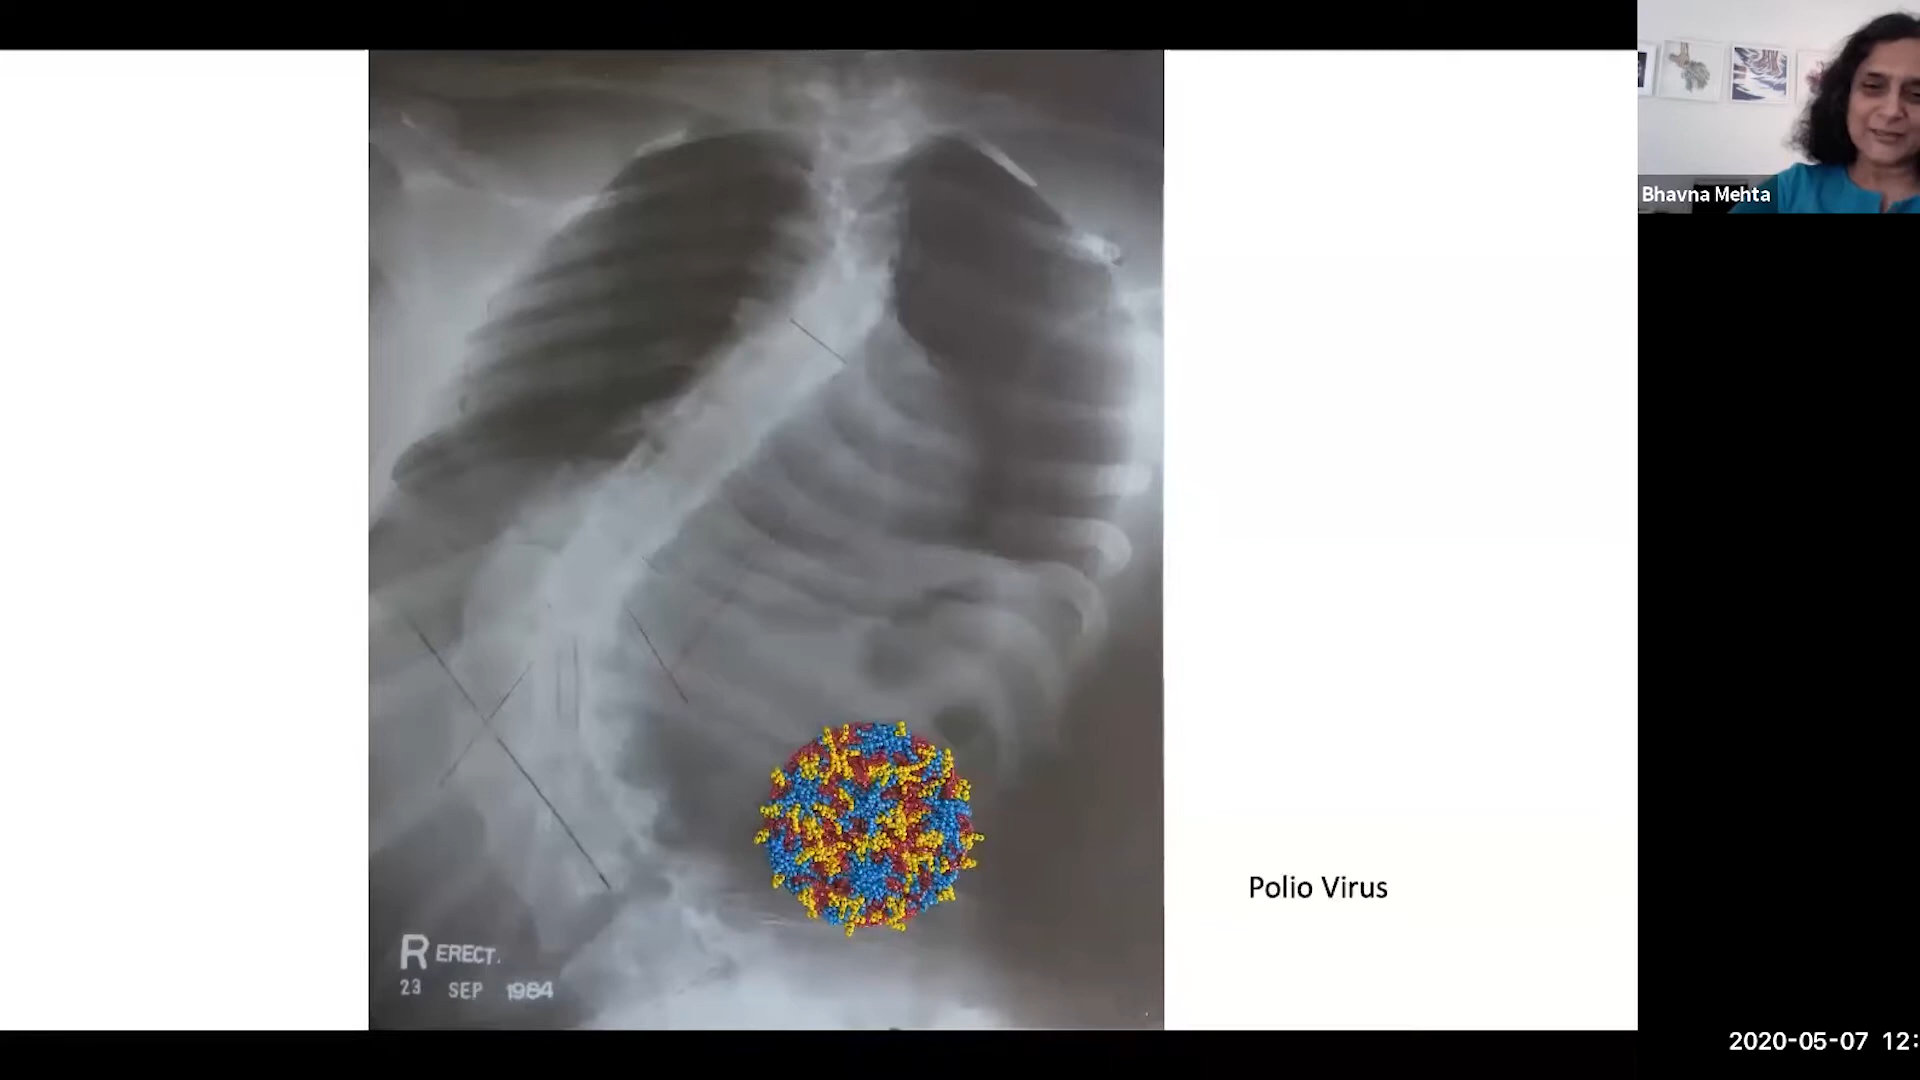 Bhavna Mehta
Polio Virus
R ERECT.
23 SEP 1984
2020-05-07 12: